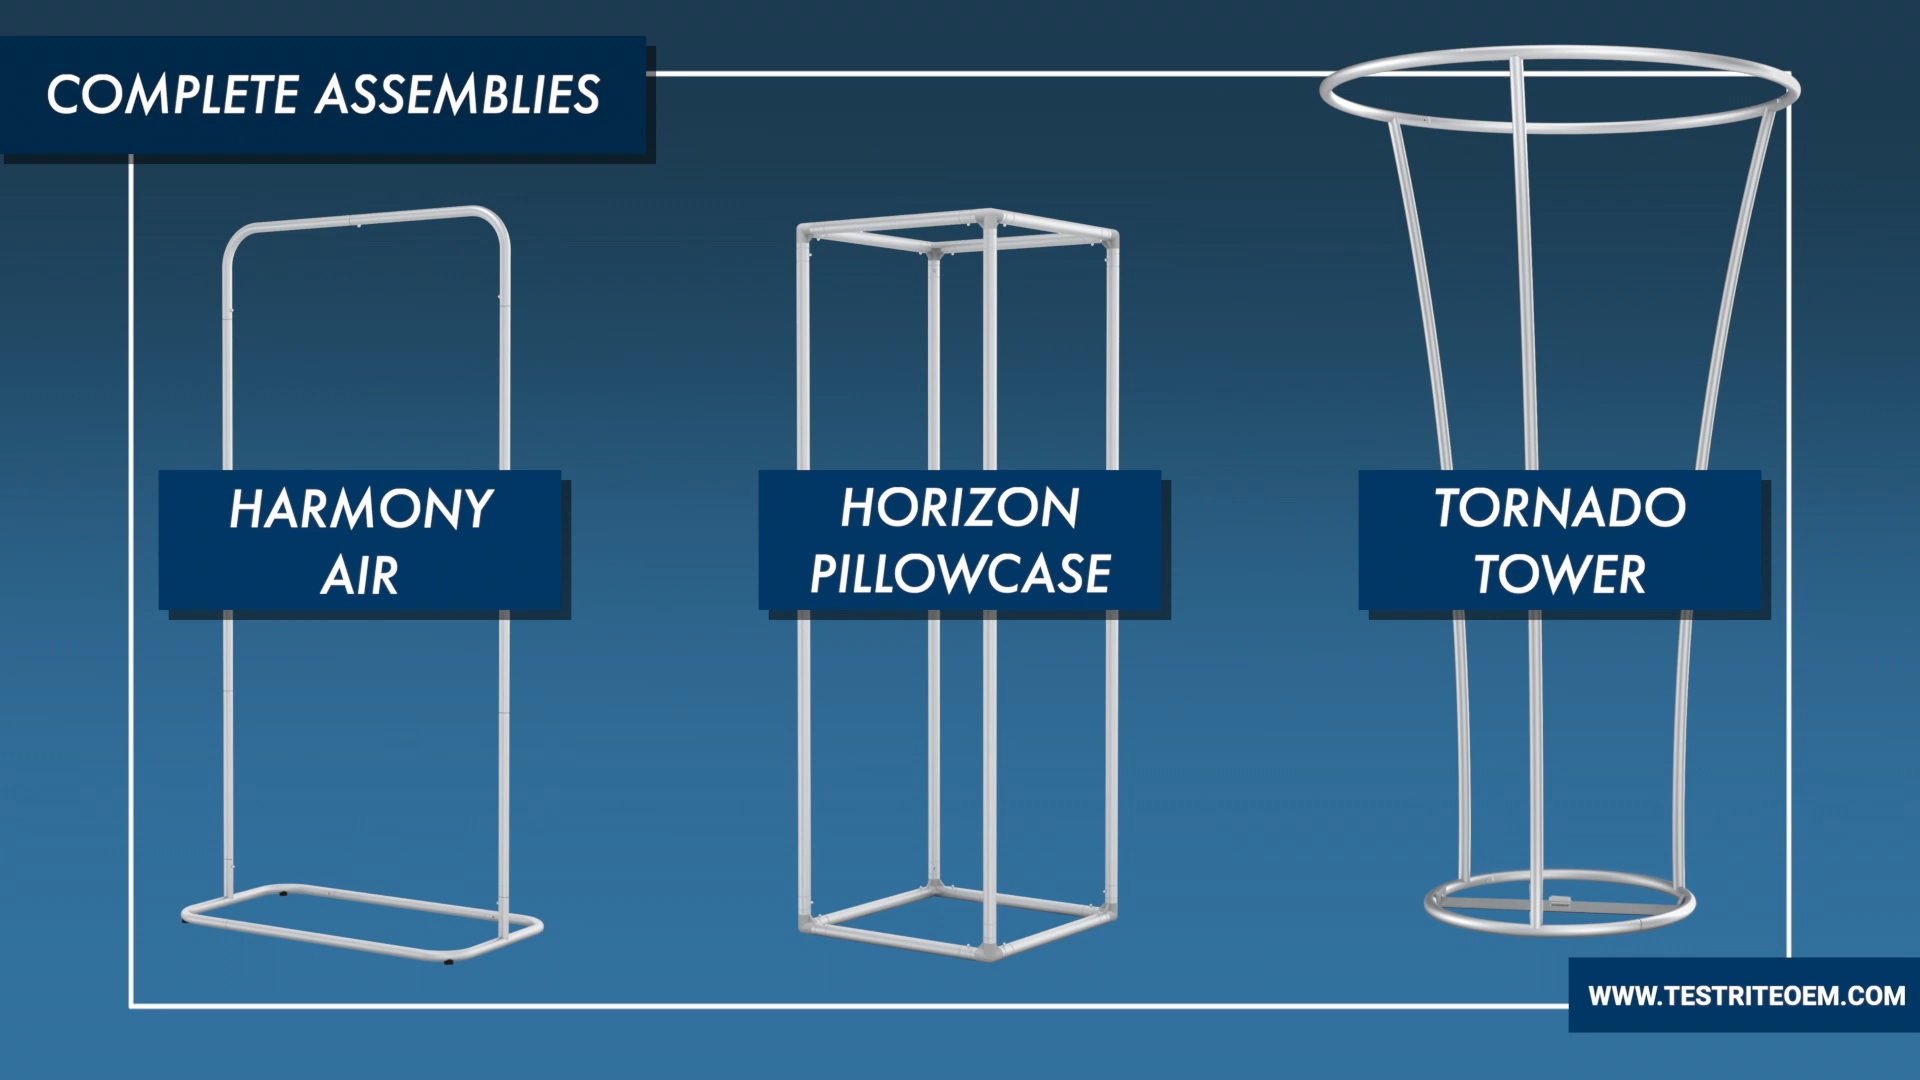 COMPLETE ASSEMBLIES
HARMONY
AIR
HORIZON
PILLOWCASE
TORNADO
TOWER
WWW.TESTRITEOEM.COM